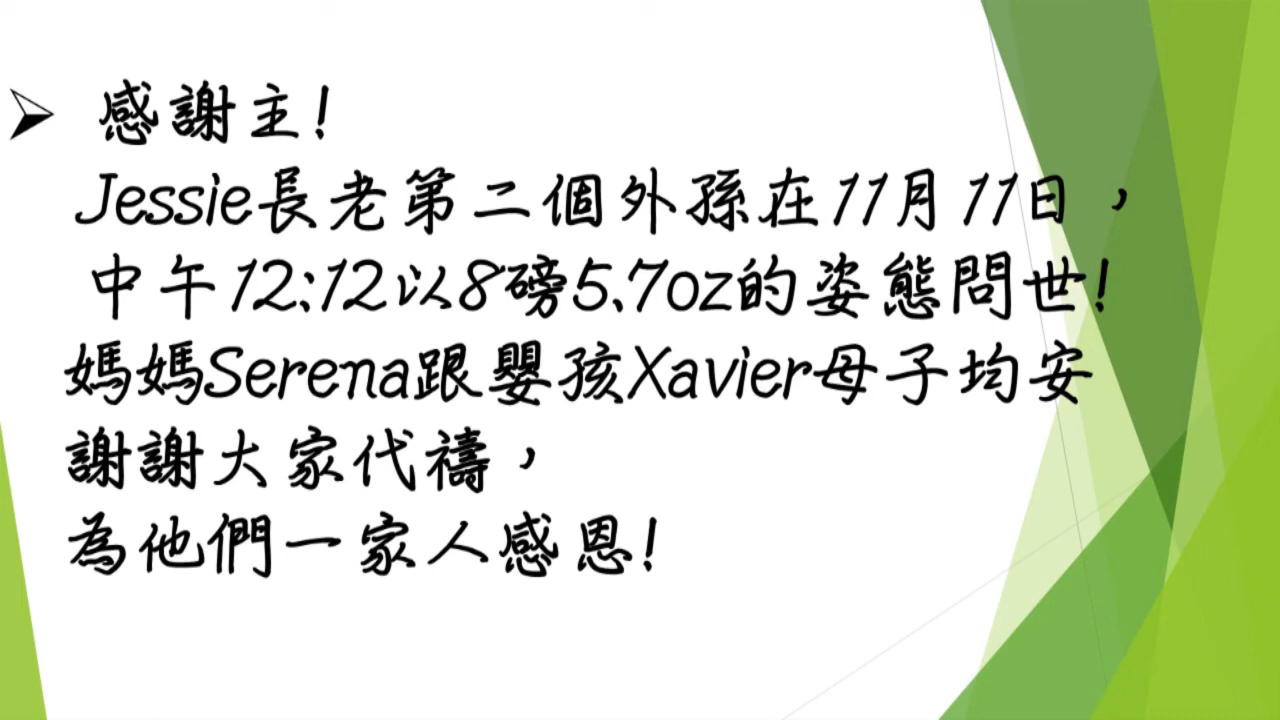 感謝主!
Jessie長老第二個外孫在11月11日，
中午12:12以8磅5.7oz的姿態問世!
媽媽Serena跟嬰孩Xavier母子均安
謝謝大家代禱，
為他們一家人感恩!